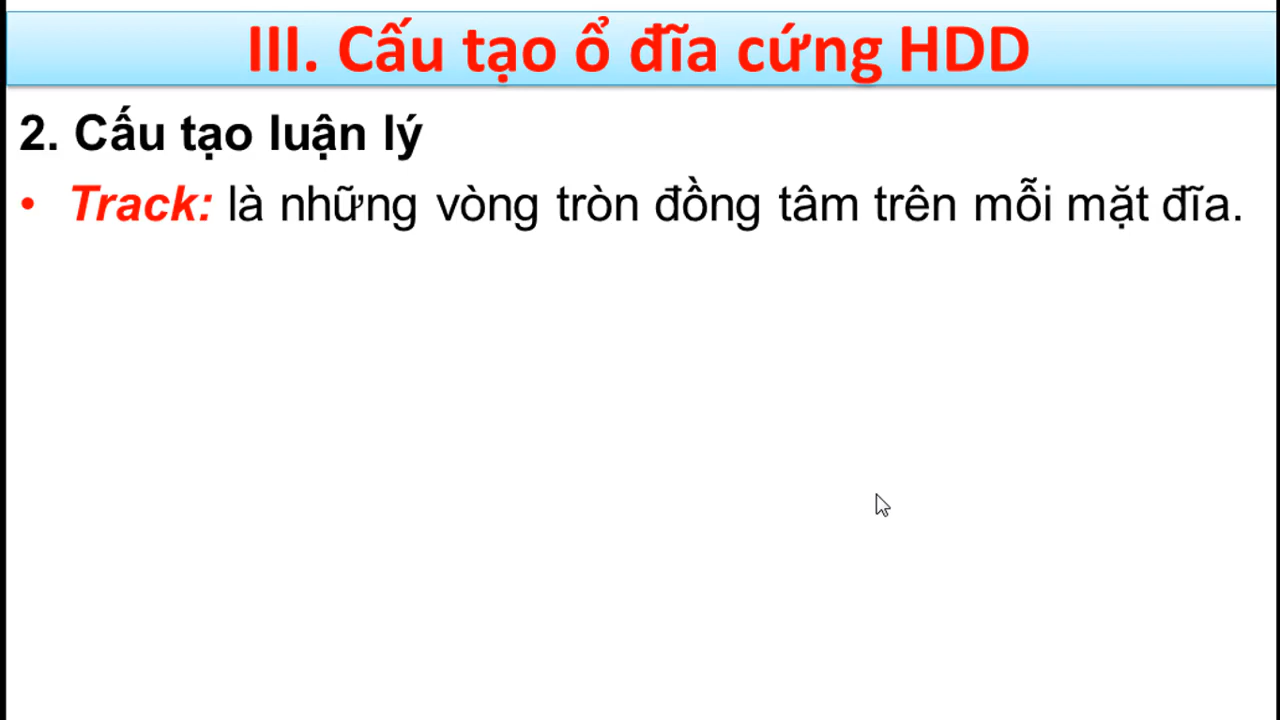 III. Cấu tạo ổ đĩa cứng HDD
2. Cấu tạo luận lý
• Track: là những vòng tròn đồng tâm trên mỗi mặt đĩa.